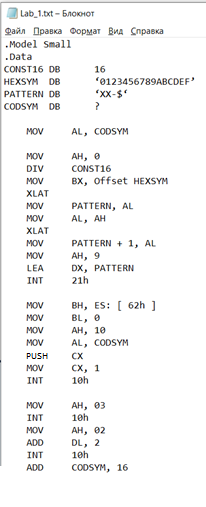 Lab_1.txt – Блокнот
Файл Правка Формат Вид Справка
.Model Small
.Data
CONST16 DB 16
HEXSYM DB ‘0123456789ABCDEF’
PATTERN DB ‘XX-$‘
CODSYM DB ?
MOV AL, CODSYM
MOV AH, 0
DIV CONST16
MOV BX, Offset HEXSYM
XLAT
MOV PATTERN, AL
MOV AL, AH
XLAT
MOV PATTERN + 1, AL
MOV AH, 9
LEA DX, PATTERN
INT 21h
MOV BH, ES: [ 62h ]
MOV BL, 0
MOV AH, 10
MOV AL, CODSYM
PUSH CX
MOV CX, 1
INT 10h
MOV AH, 03
INT 10h
MOV AH, 02
ADD DL, 2
INT 10h
ADD CODSYM, 16